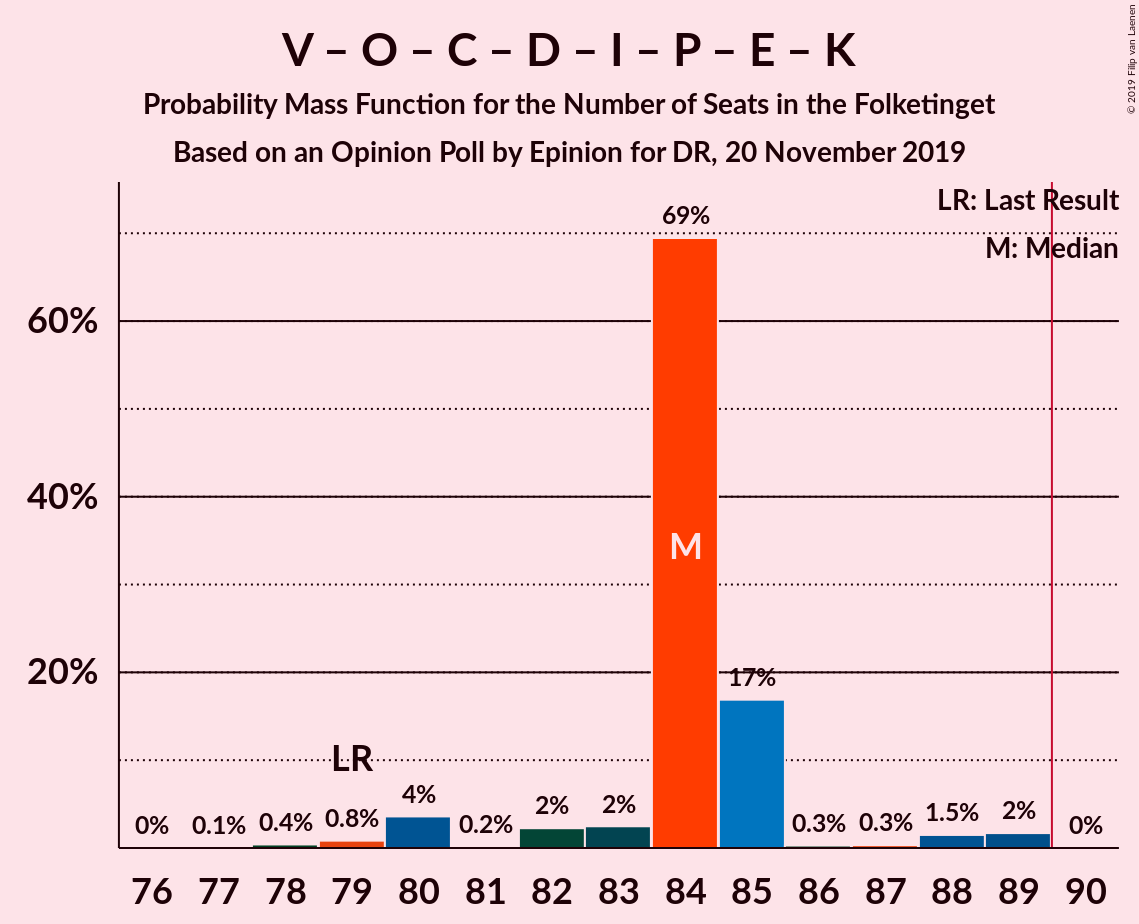 V – O – C – D – I – P – E – K
Probability Mass Function for the Number of Seats in the Folketinget
Based on an Opinion Poll by Epinion for DR, 20 November 2019
© 2019 Filip van Laenen
LR: Last Result
M: Median
69%
60%
40%
M
20%
17%
LR
0%
0.1%
0.4%
0.8%
4%
0.2%
2%
2%
0.3%
0.3%
1.5%
2%
0%
76 77 78 79 80 81 82 83 84 85 86 87 88 89 90